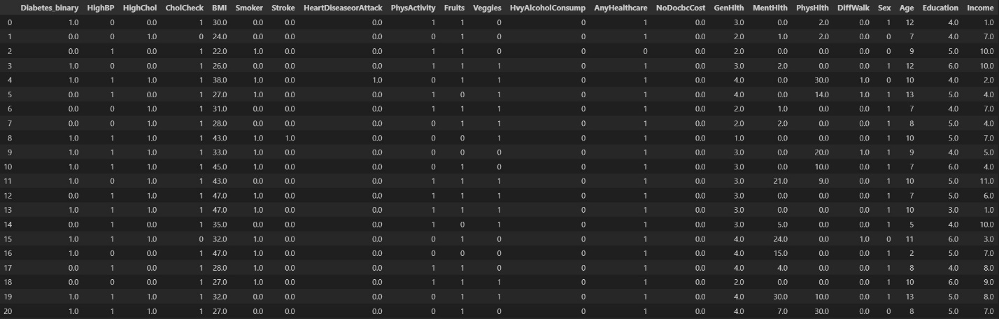 Diabetes_binary HighBP HighChol CholCheck BMI Smoker Stroke HeartDiseaseorAttack PhysActivity Fruits Veggies HvyAlcoholConsump AnyHealthcare NoDocbcCost GenHlth MentHlth PhysHlth DiffWalk Sex Age Education Income
0 1.0 0 0.0 1 30.0 0.0 0.0 0.0 1 1 0 0 1 0.0 3.0 0.0 2.0 0.0 1 12 4.0 1.0
1 0.0 0 1.0 0 24.0 0.0 0.0 0.0 0 1 0 0 1 0.0 2.0 1.0 2.0 0.0 0 7 4.0 7.0
2 0.0 1 0.0 1 22.0 1.0 0.0 0.0 1 1 0 0 0 0.0 2.0 0.0 0.0 0.0 0 9 5.0 10.0
3 1.0 0 0.0 1 26.0 0.0 0.0 0.0 1 1 1 0 1 0.0 3.0 2.0 0.0 0.0 1 12 6.0 10.0
4 1.0 1 1.0 1 38.0 1.0 0.0 1.0 0 1 1 0 1 0.0 4.0 0.0 30.0 1.0 0 10 4.0 2.0
5 0.0 1 0.0 1 27.0 1.0 0.0 0.0 1 0 1 0 1 0.0 4.0 0.0 14.0 1.0 1 13 5.0 4.0
6 0.0 0 1.0 1 31.0 0.0 0.0 0.0 1 1 1 0 1 0.0 2.0 1.0 0.0 0.0 1 7 4.0 7.0
7 0.0 0 1.0 1 28.0 0.0 0.0 0.0 0 1 1 0 1 0.0 2.0 2.0 0.0 0.0 1 8 5.0 4.0
8 1.0 1 1.0 1 43.0 1.0 1.0 0.0 0 0 1 0 1 0.0 1.0 0.0 0.0 0.0 1 10 5.0 7.0
9 1.0 1 1.0 1 33.0 1.0 0.0 0.0 0 0 0 0 1 0.0 3.0 0.0 20.0 1.0 1 9 4.0 5.0
10 1.0 1 1.0 1 45.0 1.0 0.0 0.0 0 1 0 0 1 0.0 3.0 0.0 10.0 0.0 1 7 6.0 4.0
11 1.0 0 1.0 1 43.0 0.0 0.0 0.0 0 1 1 0 1 0.0 3.0 21.0 9.0 0.0 1 10 5.0 11.0
12 0.0 1 1.0 1 47.0 1.0 0.0 0.0 1 1 1 0 1 0.0 3.0 0.0 0.0 0.0 1 7 5.0 6.0
13 1.0 1 1.0 1 47.0 1.0 0.0 0.0 1 1 1 0 1 0.0 3.0 0.0 0.0 0.0 1 10 3.0 1.0
14 0.0 1 0.0 1 35.0 0.0 0.0 0.0 1 0 1 0 1 0.0 3.0 5.0 0.0 0.0 1 5 4.0 10.0
15 1.0 1 1.0 0 32.0 1.0 0.0 0.0 0 1 0 0 1 0.0 4.0 24.0 0.0 1.0 0 11 6.0 3.0
16 1.0 0 0.0 1 47.0 1.0 0.0 0.0 0 0 0 0 1 0.0 4.0 15.0 0.0 0.0 1 2 5.0 7.0
17 0.0 1 0.0 1 28.0 1.0 0.0 0.0 1 1 0 0 1 0.0 4.0 4.0 0.0 0.0 1 8 4.0 8.0
18 0.0 0 0.0 1 27.0 1.0 0.0 0.0 1 1 1 0 1 0.0 2.0 0.0 0.0 0.0 1 10 6.0 9.0
19 1.0 1 1.0 1 32.0 0.0 0.0 0.0 0 1 1 0 1 0.0 4.0 30.0 10.0 0.0 1 13 5.0 8.0
20 1.0 1 1.0 1 27.0 0.0 0.0 0.0 0 1 0 0 1 0.0 4.0 7.0 30.0 0.0 0 8 5.0 7.0